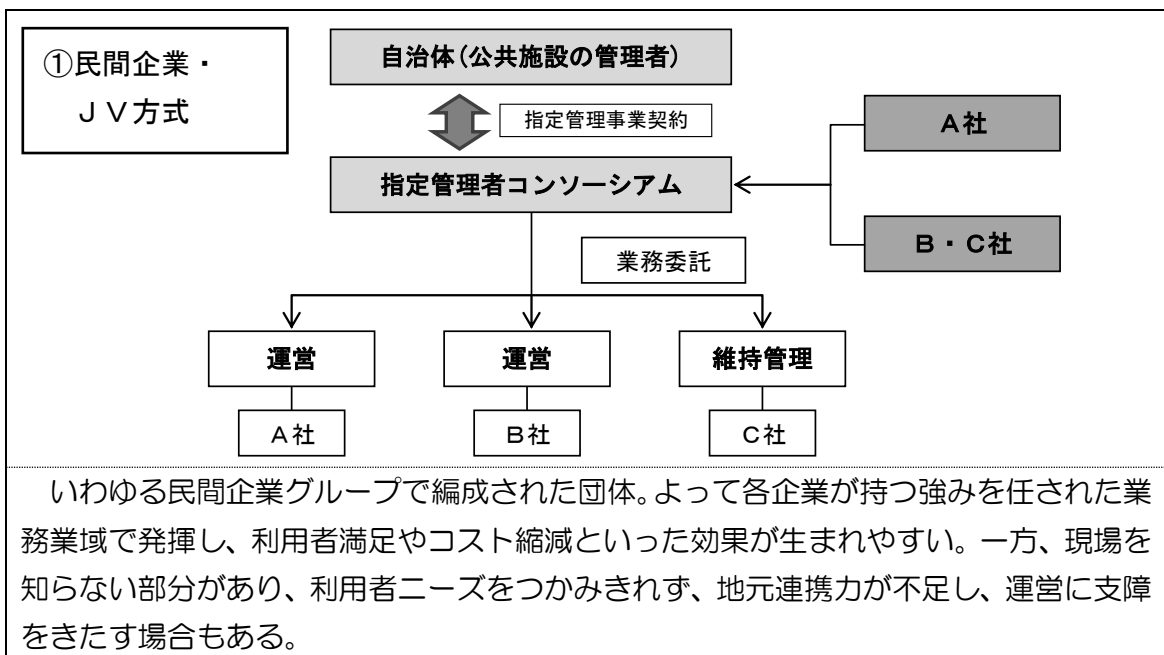 ①民間企業・
ＪＶ方式
自治体（公共施設の管理者）
指定管理事業契約
指定管理者コンソーシアム
Ａ社
Ｂ・Ｃ社
業務委託
運営
運営
維持管理
Ａ社
Ｂ社
Ｃ社
いわゆる民間企業グループで編成された団体。よって各企業が持つ強みを任された業
務業域で発揮し、利用者満足やコスト縮減といった効果が生まれやすい。一方、現場を
知らない部分があり、利用者ニーズをつかみきれず、地元連携力が不足し、運営に支障
をきたす場合もある。